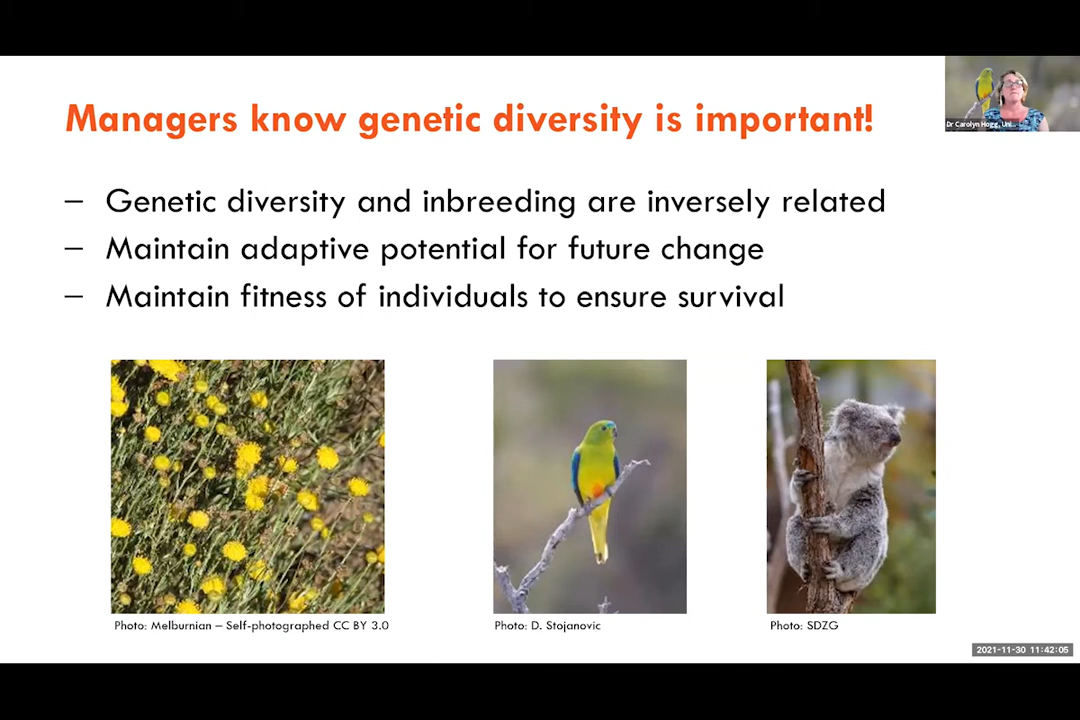 Managers know genetic diversity is important!
Dr Carolyn Hogg, Uni...
– Genetic diversity and inbreeding are inversely related
– Maintain adaptive potential for future change
– Maintain fitness of individuals to ensure survival
Photo: Melburnian – Self-photographed CC BY 3.0
Photo: D. Stojanovic
Photo: SDZG
2021-11-30 11:42:05